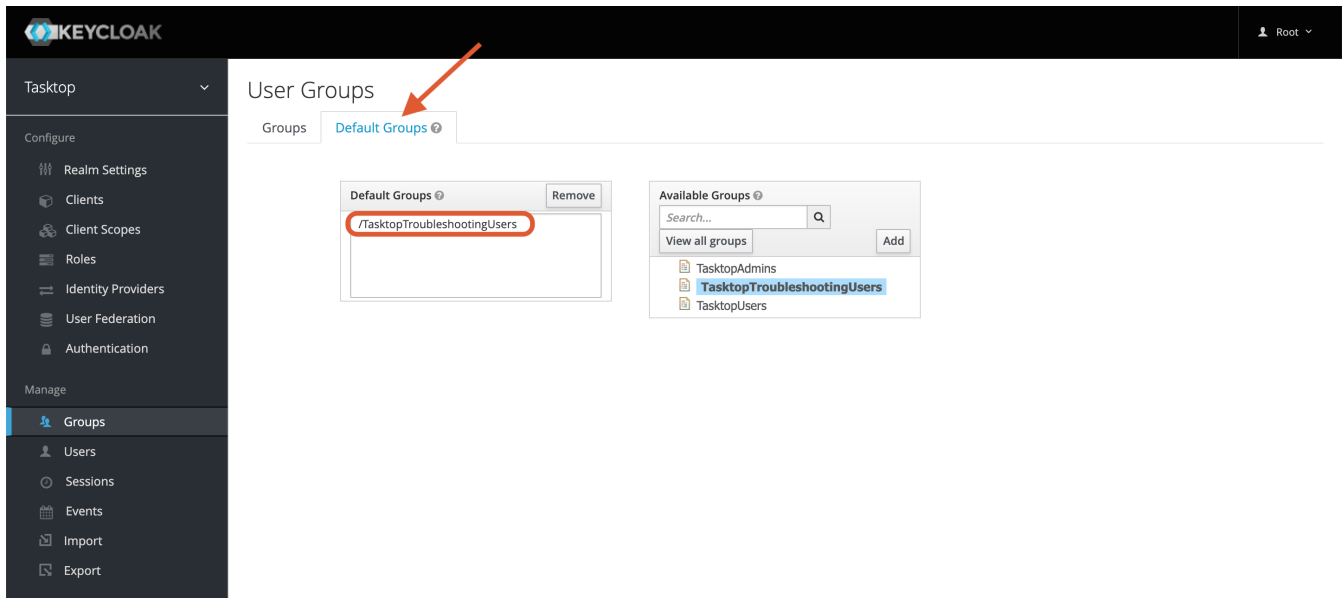 KEYCLOAK
Root
Tasktop
Configure
Realm Settings
Clients
Client Scopes
Roles
Identity Providers
User Federation
Authentication
Manage
Groups
Users
Sessions
Events
Import
Export
User Groups
Groups Default Groups ?
Default Groups ? Remove
/TasktopTroubleshootingUsers
Available Groups ?
Search...
View all groups Add
TasktopAdmins
TasktopTroubleshootingUsers
TasktopUsers